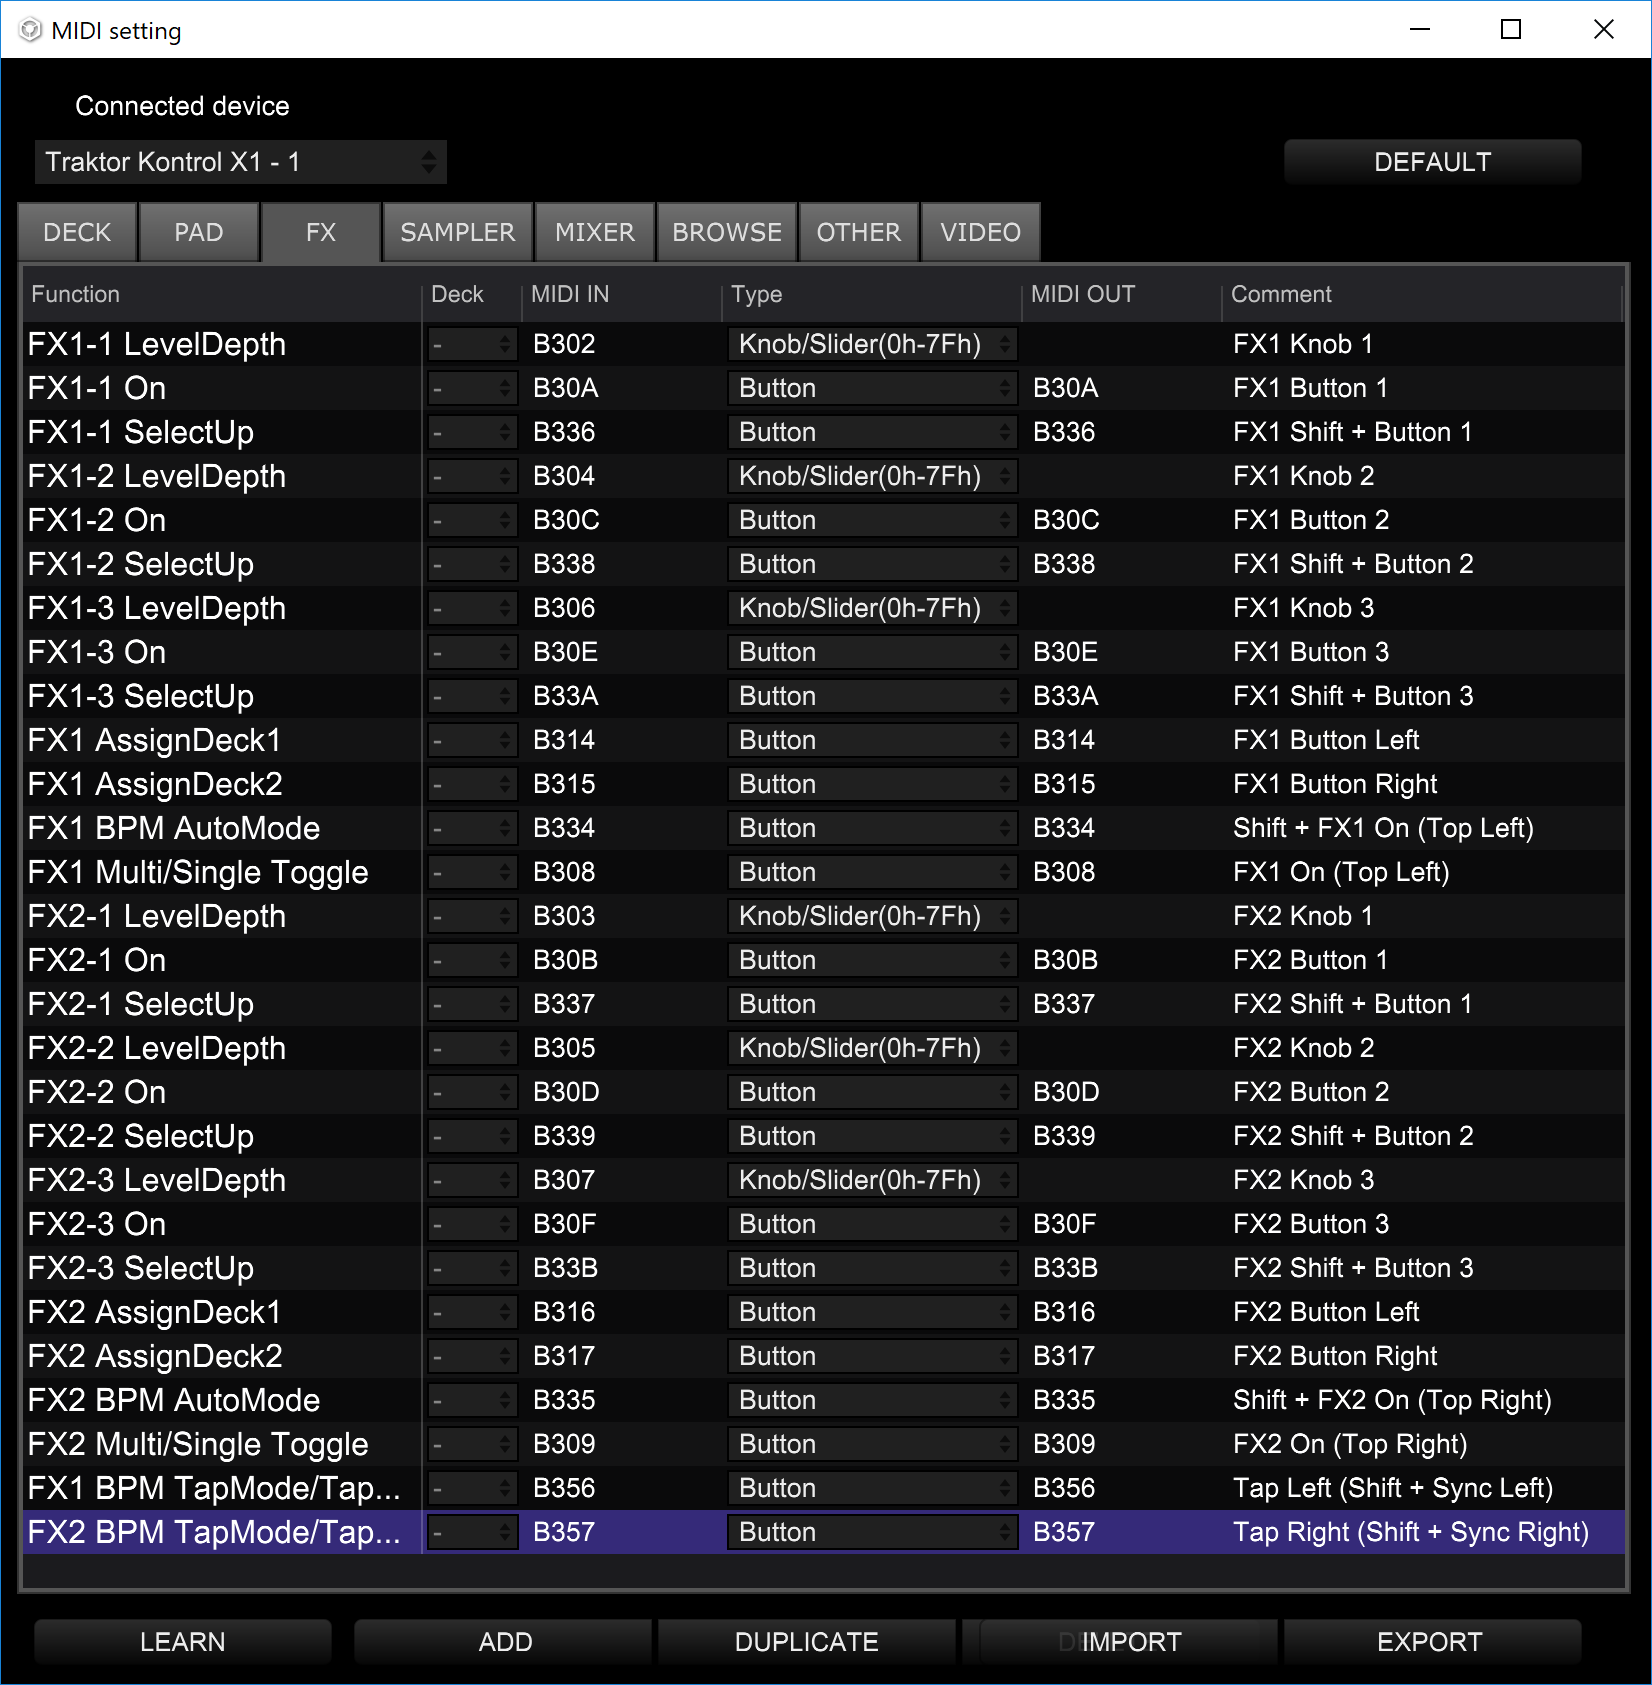 MIDI setting
Connected device
Traktor Kontrol X1 - 1
DEFAULT
DECK PAD FX SAMPLER MIXER BROWSE OTHER VIDEO
Function Deck MIDI IN Type MIDI OUT Comment
FX1-1 LevelDepth - B302 Knob/Slider(0h-7Fh) FX1 Knob 1
FX1-1 On - B30A Button B30A FX1 Button 1
FX1-1 SelectUp - B336 Button B336 FX1 Shift + Button 1
FX1-2 LevelDepth - B304 Knob/Slider(0h-7Fh) FX1 Knob 2
FX1-2 On - B30C Button B30C FX1 Button 2
FX1-2 SelectUp - B338 Button B338 FX1 Shift + Button 2
FX1-3 LevelDepth - B306 Knob/Slider(0h-7Fh) FX1 Knob 3
FX1-3 On - B30E Button B30E FX1 Button 3
FX1-3 SelectUp - B33A Button B33A FX1 Shift + Button 3
FX1 AssignDeck1 - B314 Button B314 FX1 Button Left
FX1 AssignDeck2 - B315 Button B315 FX1 Button Right
FX1 BPM AutoMode - B334 Button B334 Shift + FX1 On (Top Left)
FX1 Multi/Single Toggle - B308 Button B308 FX1 On (Top Left)
FX2-1 LevelDepth - B303 Knob/Slider(0h-7Fh) FX2 Knob 1
FX2-1 On - B30B Button B30B FX2 Button 1
FX2-1 SelectUp - B337 Button B337 FX2 Shift + Button 1
FX2-2 LevelDepth - B305 Knob/Slider(0h-7Fh) FX2 Knob 2
FX2-2 On - B30D Button B30D FX2 Button 2
FX2-2 SelectUp - B339 Button B339 FX2 Shift + Button 2
FX2-3 LevelDepth - B307 Knob/Slider(0h-7Fh) FX2 Knob 3
FX2-3 On - B30F Button B30F FX2 Button 3
FX2-3 SelectUp - B33B Button B33B FX2 Shift + Button 3
FX2 AssignDeck1 - B316 Button B316 FX2 Button Left
FX2 AssignDeck2 - B317 Button B317 FX2 Button Right
FX2 BPM AutoMode - B335 Button B335 Shift + FX2 On (Top Right)
FX2 Multi/Single Toggle - B309 Button B309 FX2 On (Top Right)
FX1 BPM TapMode/Tap... - B356 Button B356 Tap Left (Shift + Sync Left)
FX2 BPM TapMode/Tap... - B357 Button B357 Tap Right (Shift + Sync Right)
LEARN ADD DUPLICATE IMPORT EXPORT